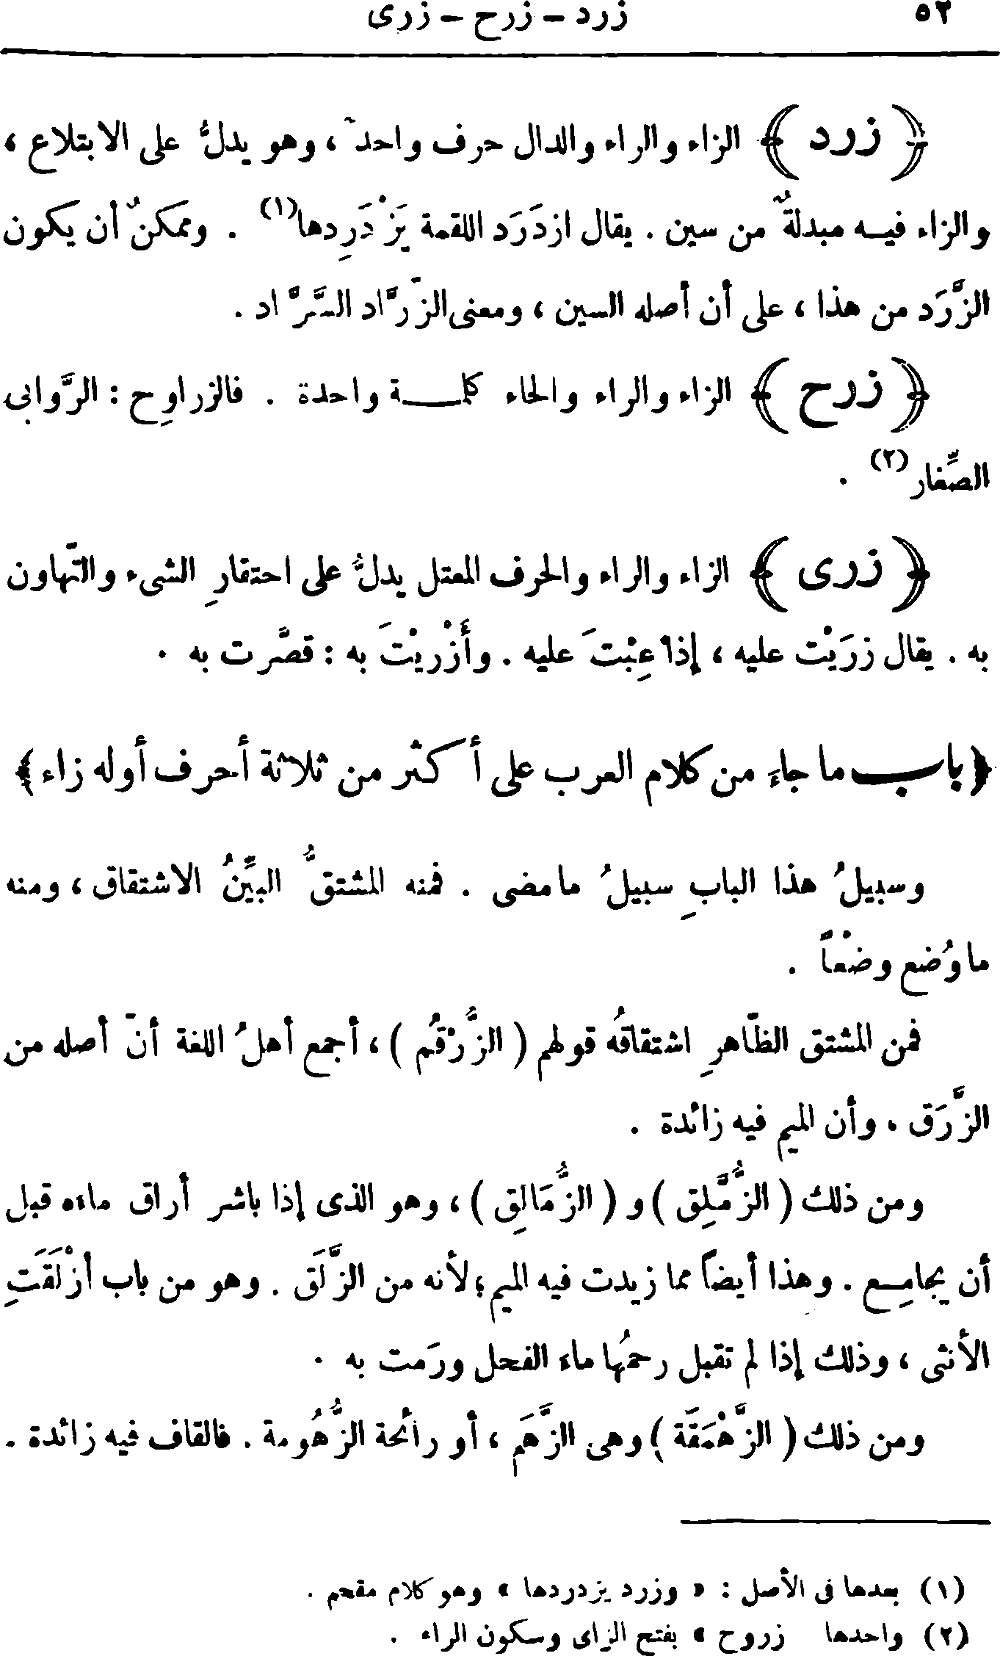 ٥٢ زرد – زرح – زرى
﴿ زرد ﴾ الزاء والراء والدال حرف واحدٌ ، وهو يدلُّ على الابتلاع ،
والزاء فيه مبدلةٌ من سين . يقال ازدَرَد اللقمة يَزْدَرِدها(١) . وممكنٌ أن يكون
الزَّرَد من هذا ، على أن أصله السين ، ومعنى الزّرَّاد السَّرَّاد .
﴿ زرح ﴾ الزاء والراء والحاء كلمة واحدة . فالزراوِح : الرَّوابى
الصِّغار(٢) .
﴿ زرى ﴾ الزاء والراء والحرف المعتل يدلُّ على احتقارِ الشىء والتّهاون
به . يقال زرَيْت عليه ، إذا عِبْتَ عليه . وأَزْريْتَ به : قصَّرت به .
﴿باب ما جاء من كلام العرب على أكثر من ثلاثة أحرف أوله زاء﴾
وسبيلُ هذا البابِ سبيلُ ما مضى . فمنه المشتقُّ البيِّنُ الاشتقاق ، ومنه
ما وُضع وضْعاً .
فمن المشتق الظّاهرِ اشتقاقُه قولهم ( الزُّرْقُم ) ، أجمع أهلُ اللغة أنّ أصله من
الزَّرَق ، وأن الميم فيه زائدة .
ومن ذلك ( الزُّمَّلِق ) و ( الزُّمَالِق ) ، وهو الذى إذا باشر أراق ماءه قبل
أن يجامِع . وهذا أيضاً مما زيدت فيه الميم ؛ لأنه من الزَّلَق . وهو من باب أزْلَقَتِ
الأنثى ، وذلك إذا لم تقبل رحمُها ماء الفحل ورَمت به .
ومن ذلك ( الزَّهْمَقَة ) وهى الزَّهَم ، أو رائحة الزُّهُومة . فالقاف فيه زائدة .
(١) بعدها فى الأصل : « وزرد يزدردها » وهو كلام مقحم .
(٢) واحدها زروح » بفتح الزاى وسكون الراء .